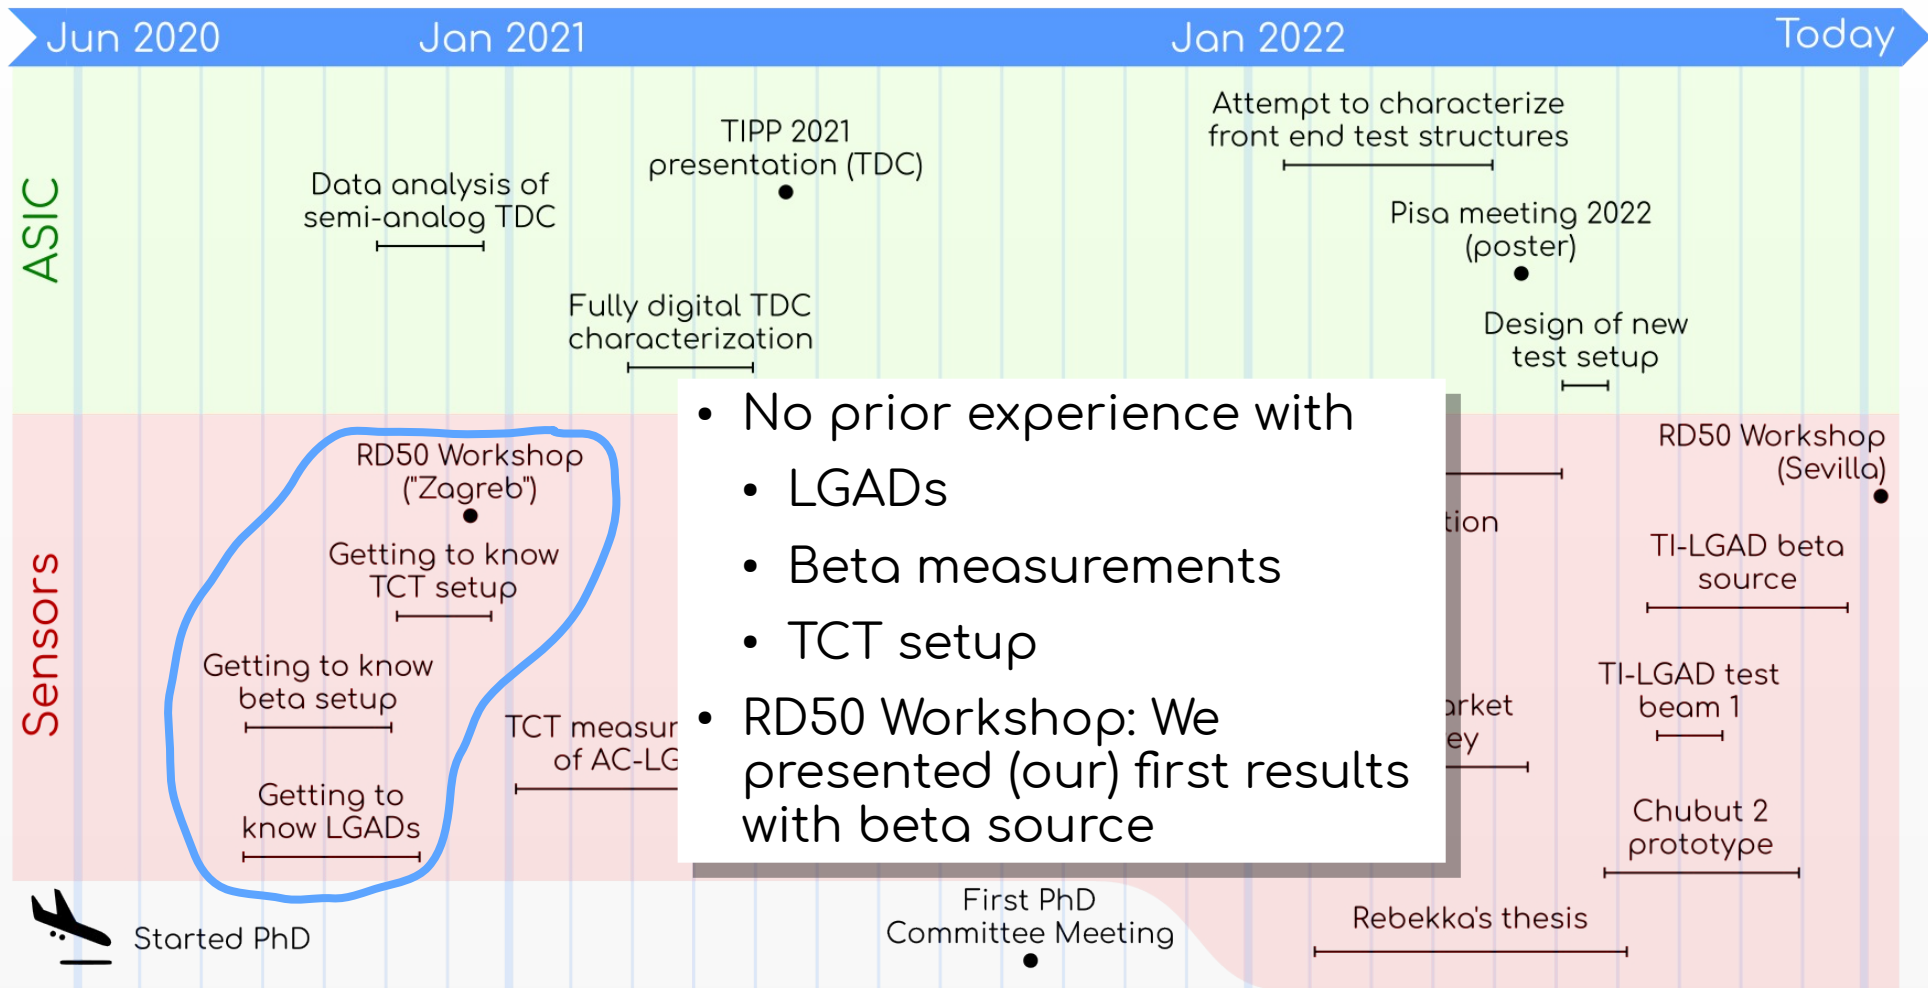 Jun 2020
Jan 2021
Jan 2022
Today
ASIC
Data analysis of
semi-analog TDC
TIPP 2021
presentation (TDC)
Fully digital TDC
characterization
Attempt to characterize
front end test structures
Pisa meeting 2022
(poster)
Design of new
test setup
Sensors
RD50 Workshop
("Zagreb")
Getting to know
TCT setup
Getting to know
beta setup
Getting to
know LGADs
TCT measur
of AC-LG
• No prior experience with
• LGADs
• Beta measurements
• TCT setup
• RD50 Workshop: We
presented (our) first results
with beta source
tion
arket
ey
RD50 Workshop
(Sevilla)
TI-LGAD beta
source
TI-LGAD test
beam 1
Chubut 2
prototype
Started PhD
First PhD
Committee Meeting
Rebekka's thesis